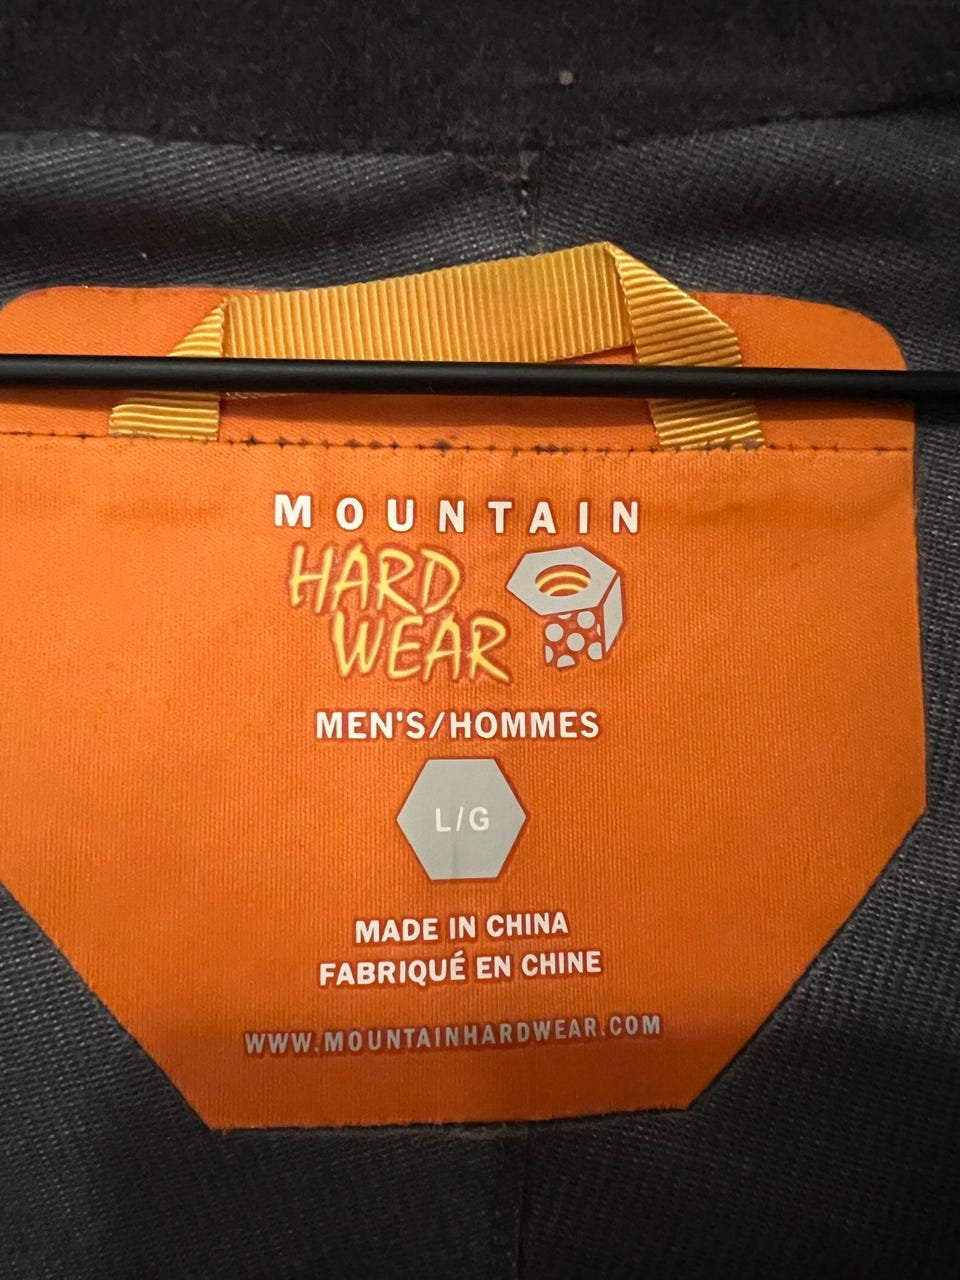 MOUNTAIN
HARD
WEAR
MEN'S/HOMMES
L/G
MADE IN CHINA
FABRIQUÉ EN CHINE
WWW.MOUNTAINHARDWEAR.COM